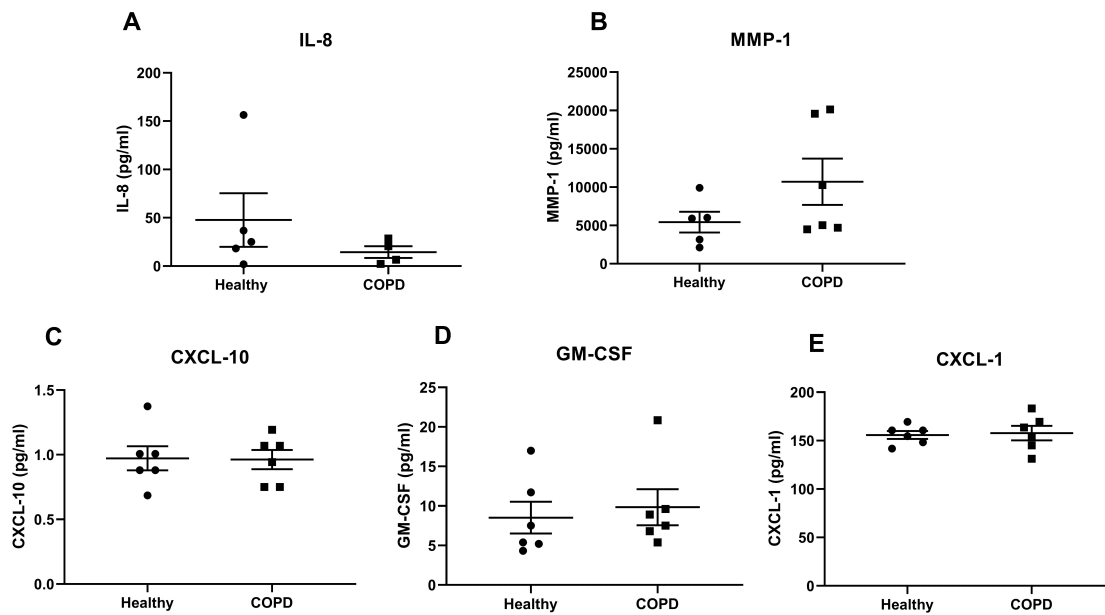 A
IL-8
IL-8 (pg/ml)
200
150
100
50
0
Healthy
COPD
B
MMP-1
MMP-1 (pg/ml)
25000
20000
15000
10000
5000
0
Healthy
COPD
C
CXCL-10
CXCL-10 (pg/ml)
1.5
1.0
0.5
0.0
Healthy
COPD
D
GM-CSF
GM-CSF (pg/ml)
25
20
15
10
5
0
Healthy
COPD
E
CXCL-1
CXCL-1 (pg/ml)
200
150
100
50
0
Healthy
COPD